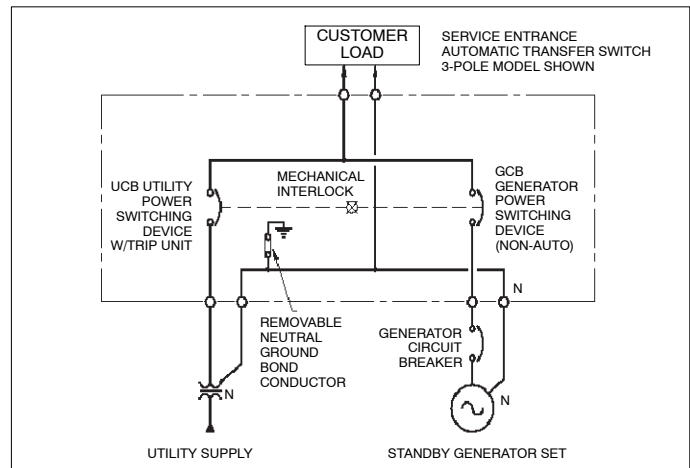 CUSTOMER
LOAD
SERVICE ENTRANCE
AUTOMATIC TRANSFER SWITCH
3-POLE MODEL SHOWN
UCB UTILITY
POWER
SWITCHING
DEVICE
W/TRIP UNIT
MECHANICAL
INTERLOCK
GCB
GENERATOR
POWER
SWITCHING
DEVICE
(NON-AUTO)
N
REMOVABLE
NEUTRAL
GROUND
BOND
CONDUCTOR
GENERATOR
CIRCUIT
BREAKER
N
N
UTILITY SUPPLY
STANDBY GENERATOR SET